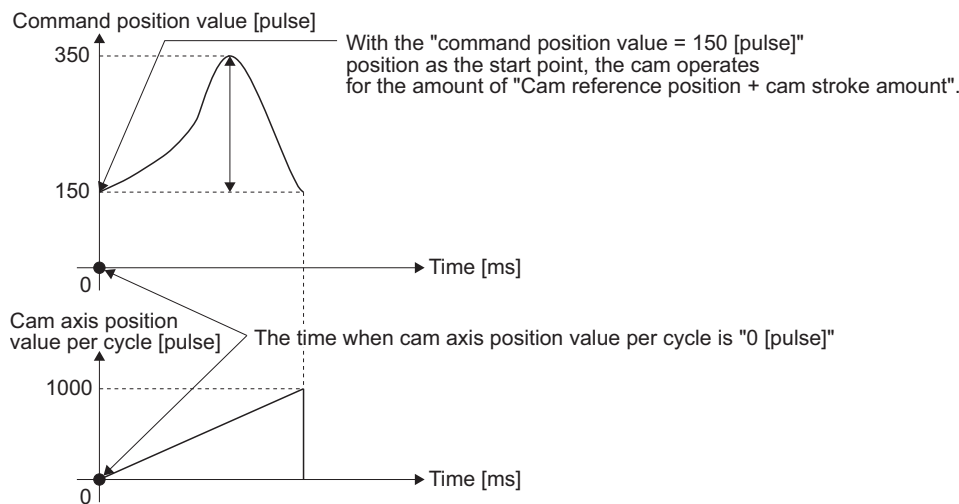 Command position value [pulse]
350
With the "command position value = 150 [pulse]"
position as the start point, the cam operates
for the amount of "Cam reference position + cam stroke amount".
150
Time [ms]
0
Cam axis position
value per cycle [pulse]
The time when cam axis position value per cycle is "0 [pulse]"
1000
Time [ms]
0